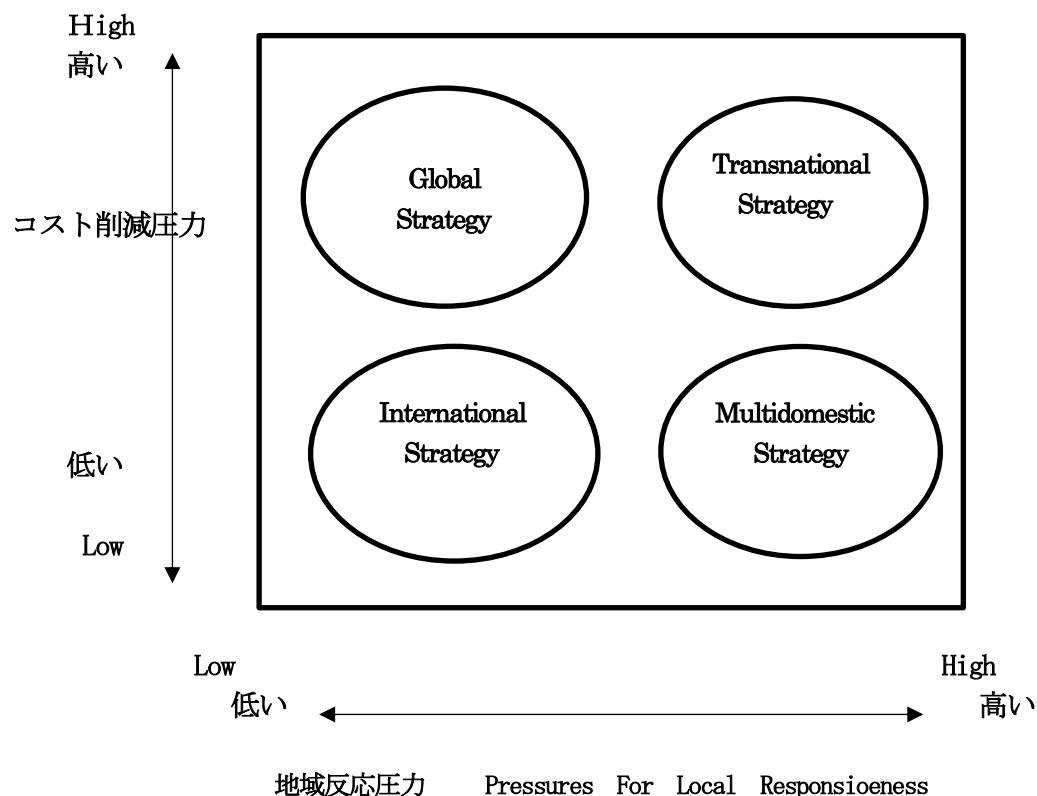 High
高い
Global
Strategy
Transnational
Strategy
コスト削減圧力
International
Strategy
Multidomestic
Strategy
低い
Low
Low
低い
High
高い
地域反応圧力 Pressures For Local Responsioeness